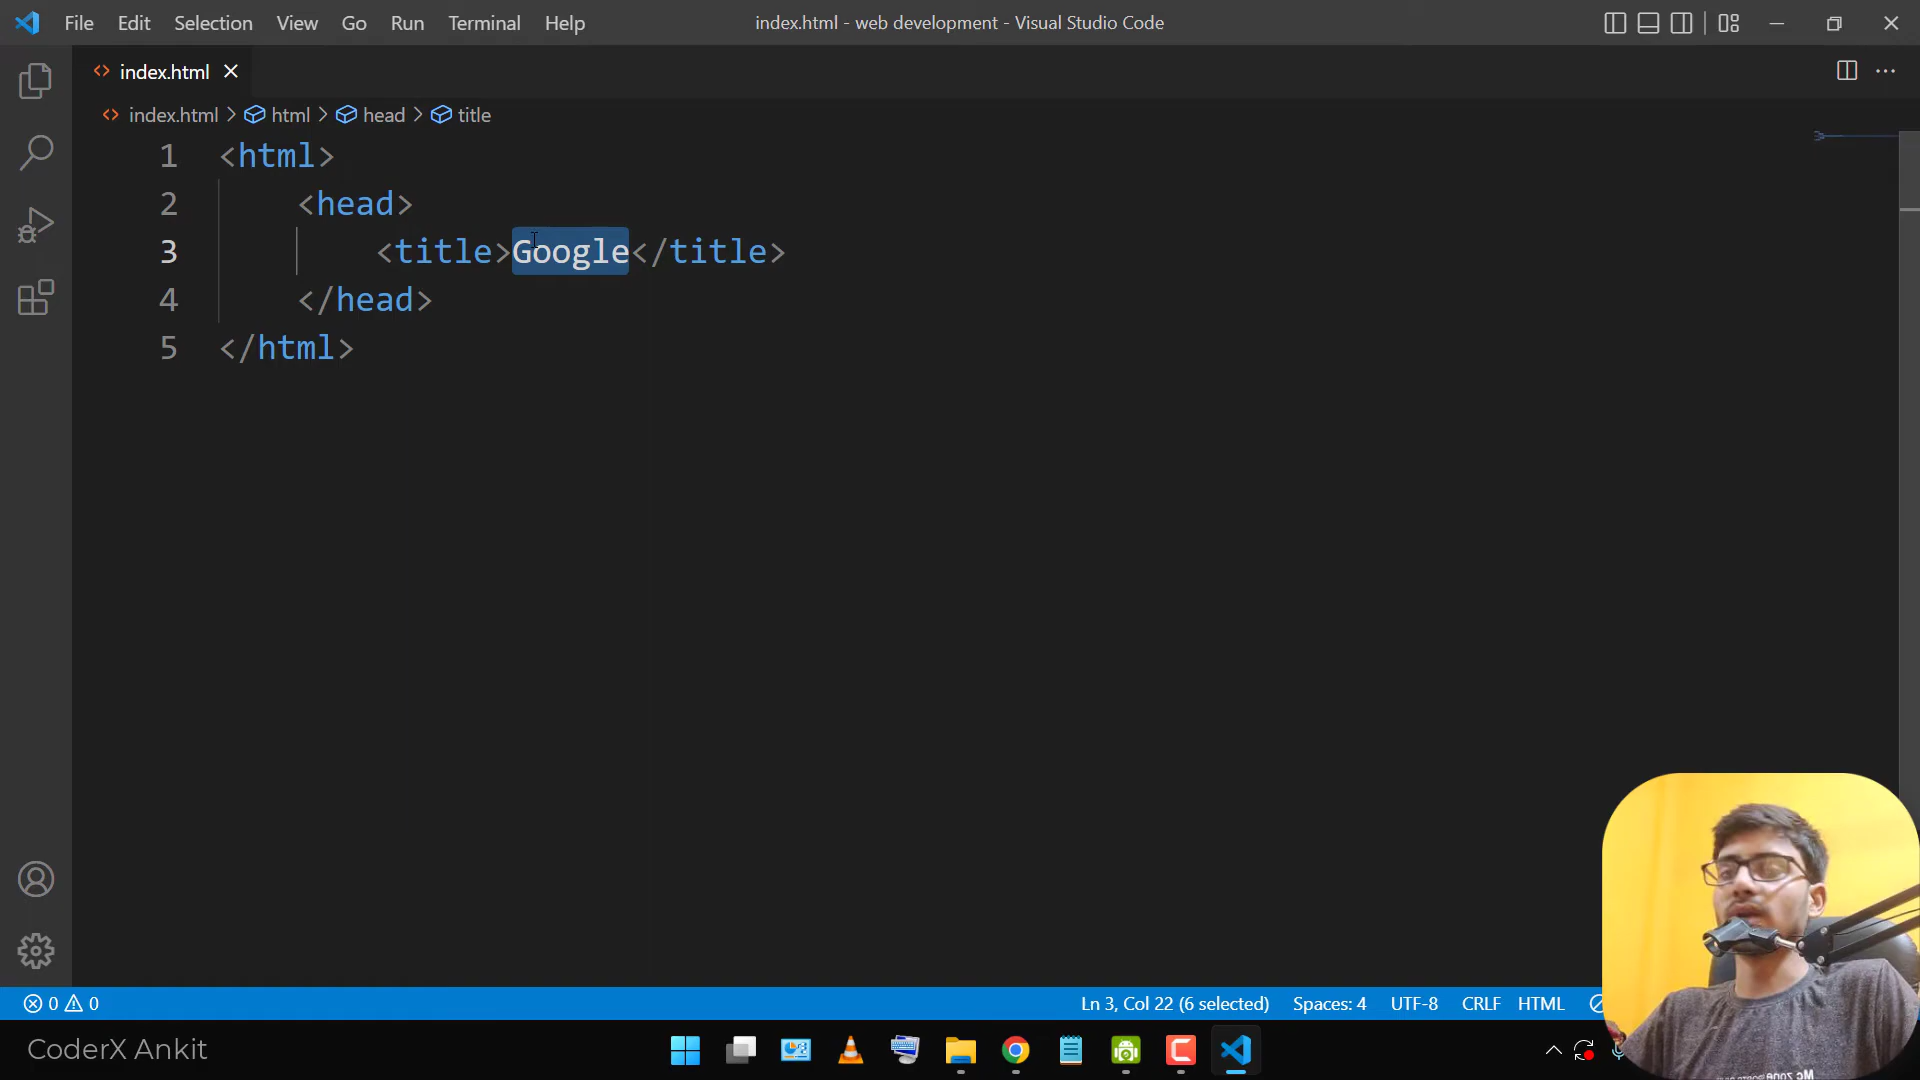 File Edit Selection View Go Run Terminal Help
index.html - web development - Visual Studio Code
index.html
index.html > html > head > title
1 <html>
2 <head>
3 <title>Google</title>
4 </head>
5 </html>
0 0
Ln 3, Col 22 (6 selected) Spaces: 4 UTF-8 CRLF HTML
CoderX Ankit